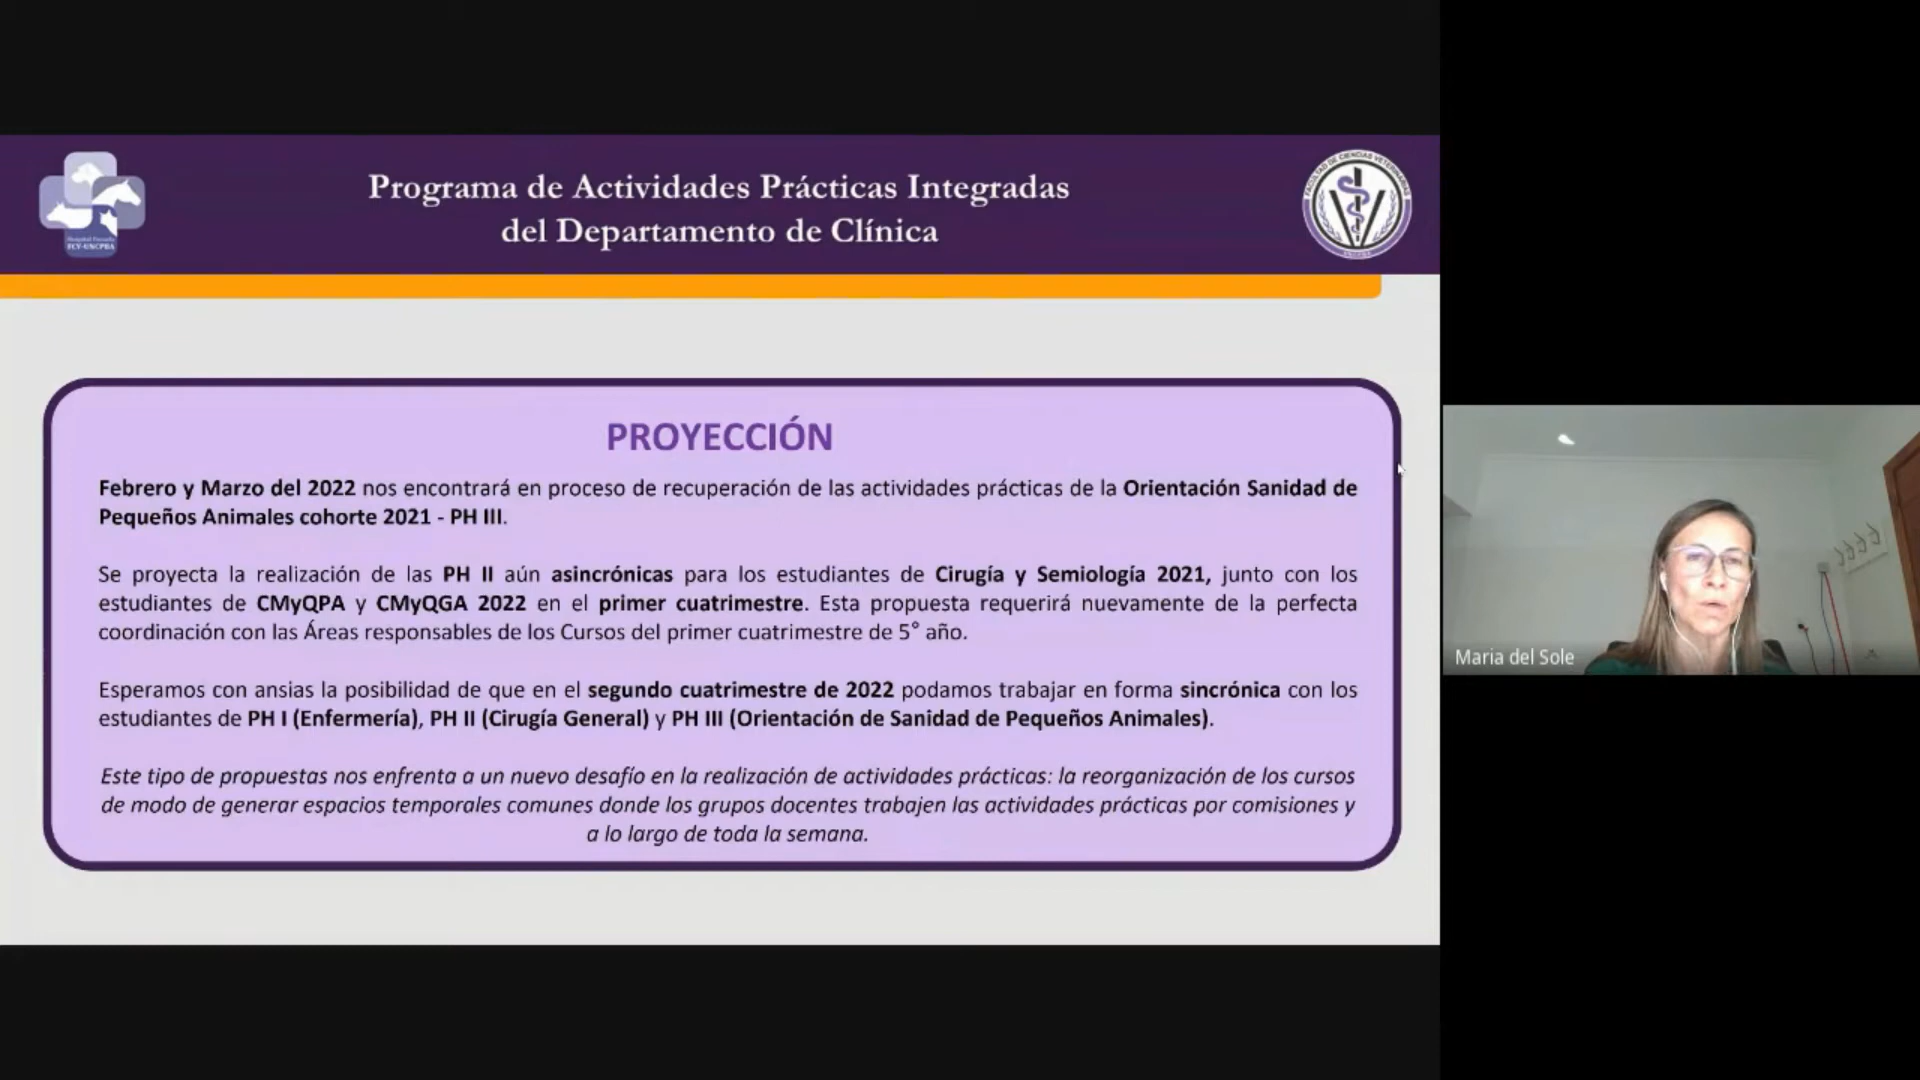 Programa de Actividades Prácticas Integradas
del Departamento de Clínica
Hospital Escuela
FCV-UNCPBA
FACULTAD DE CIENCIAS VETERINARIAS
PROYECCIÓN
Febrero y Marzo del 2022 nos encontrará en proceso de recuperación de las actividades prácticas de la Orientación Sanidad de
Pequeños Animales cohorte 2021 - PH III.
Se proyecta la realización de las PH II aún asincrónicas para los estudiantes de Cirugía y Semiología 2021, junto con los
estudiantes de CMyQPA y CMyQGA 2022 en el primer cuatrimestre. Esta propuesta requerirá nuevamente de la perfecta
coordinación con las Áreas responsables de los Cursos del primer cuatrimestre de 5° año.
Esperamos con ansias la posibilidad de que en el segundo cuatrimestre de 2022 podamos trabajar en forma sincrónica con los
estudiantes de PH I (Enfermería), PH II (Cirugía General) y PH III (Orientación de Sanidad de Pequeños Animales).
Este tipo de propuestas nos enfrenta a un nuevo desafío en la realización de actividades prácticas: la reorganización de los cursos
de modo de generar espacios temporales comunes donde los grupos docentes trabajen las actividades prácticas por comisiones y
a lo largo de toda la semana.
Maria del Sole